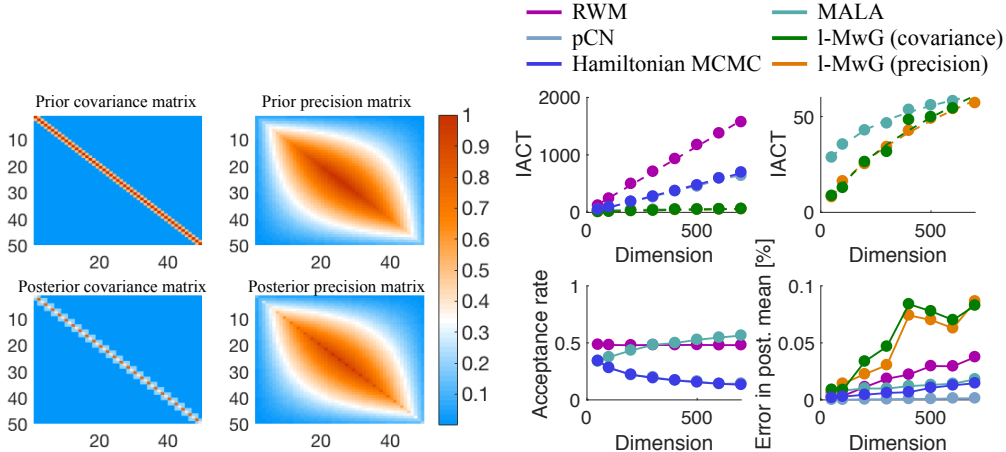 RWM
pCN
Hamiltonian MCMC
MALA
l-MwG (covariance)
l-MwG (precision)
Prior covariance matrix
10
20
30
40
50
20 40
Prior precision matrix
10
20
30
40
50
20 40
Posterior covariance matrix
10
20
30
40
50
20 40
Posterior precision matrix
10
20
30
40
50
20 40
1
0.9
0.8
0.7
0.6
0.5
0.4
0.3
0.2
0.1
IACT
2000
1000
0
0 500
Dimension
IACT
50
0
0 500
Dimension
Acceptance rate
1
0.5
0
0 500
Dimension
Error in post. mean [%]
0.1
0.05
0
0 500
Dimension